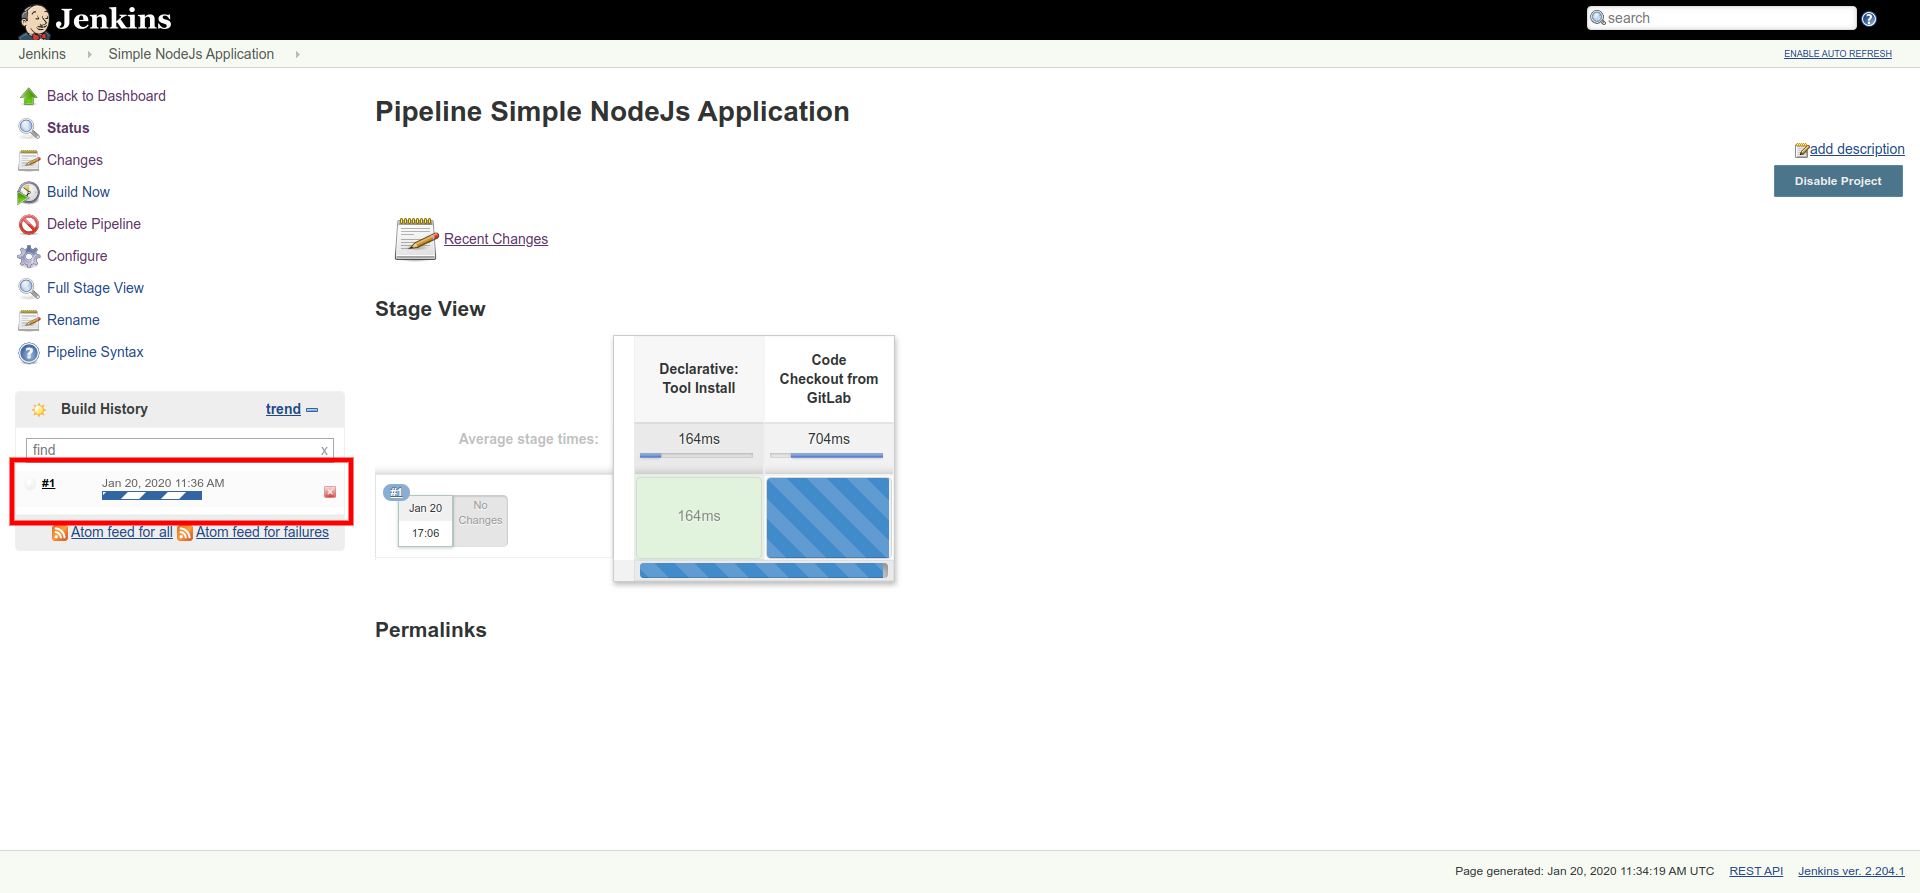 Jenkins
search
Jenkins Simple NodeJs Application
ENABLE AUTO REFRESH
Back to Dashboard
Status
Changes
Build Now
Delete Pipeline
Configure
Full Stage View
Rename
Pipeline Syntax
Build History trend
find x
#1 Jan 20, 2020 11:36 AM
Atom feed for all Atom feed for failures
Pipeline Simple NodeJs Application
add description
Disable Project
Recent Changes
Stage View
Declarative:
Tool Install
Code
Checkout from
GitLab
Average stage times:
164ms 704ms
#1
Jan 20
17:06
No
Changes
164ms
Permalinks
Page generated: Jan 20, 2020 11:34:19 AM UTC REST API Jenkins ver. 2.204.1